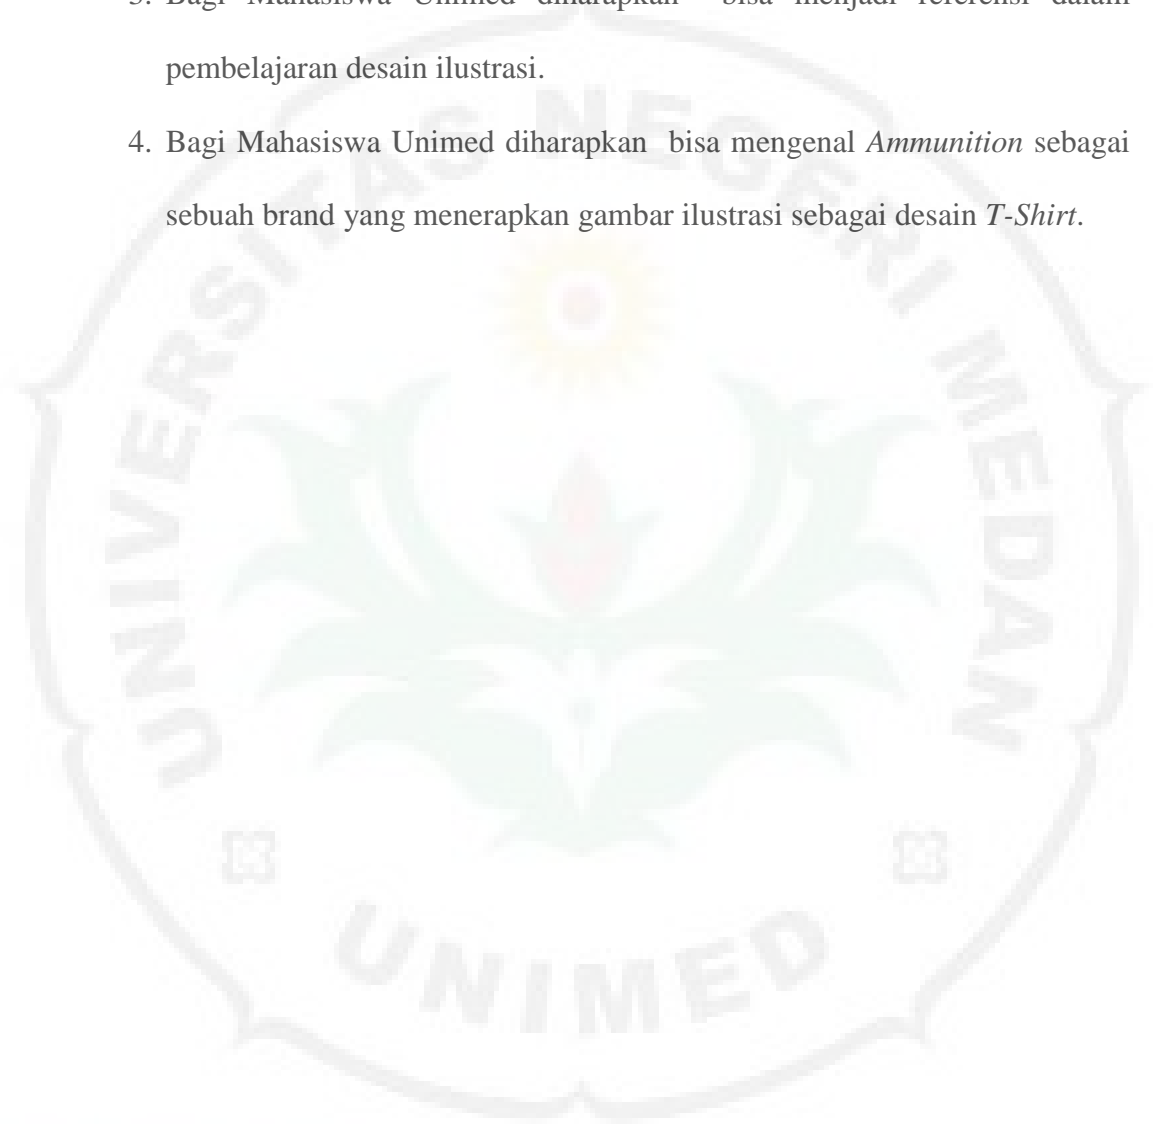 3. Bagi Mahasiswa Unimed diharapkan bisa menjadi referensi dalam
pembelajaran desain ilustrasi.
4. Bagi Mahasiswa Unimed diharapkan bisa mengenal Ammunition sebagai
sebuah brand yang menerapkan gambar ilustrasi sebagai desain T-Shirt.
UNIVERSITAS NEGERI MEDAN
UNIMED